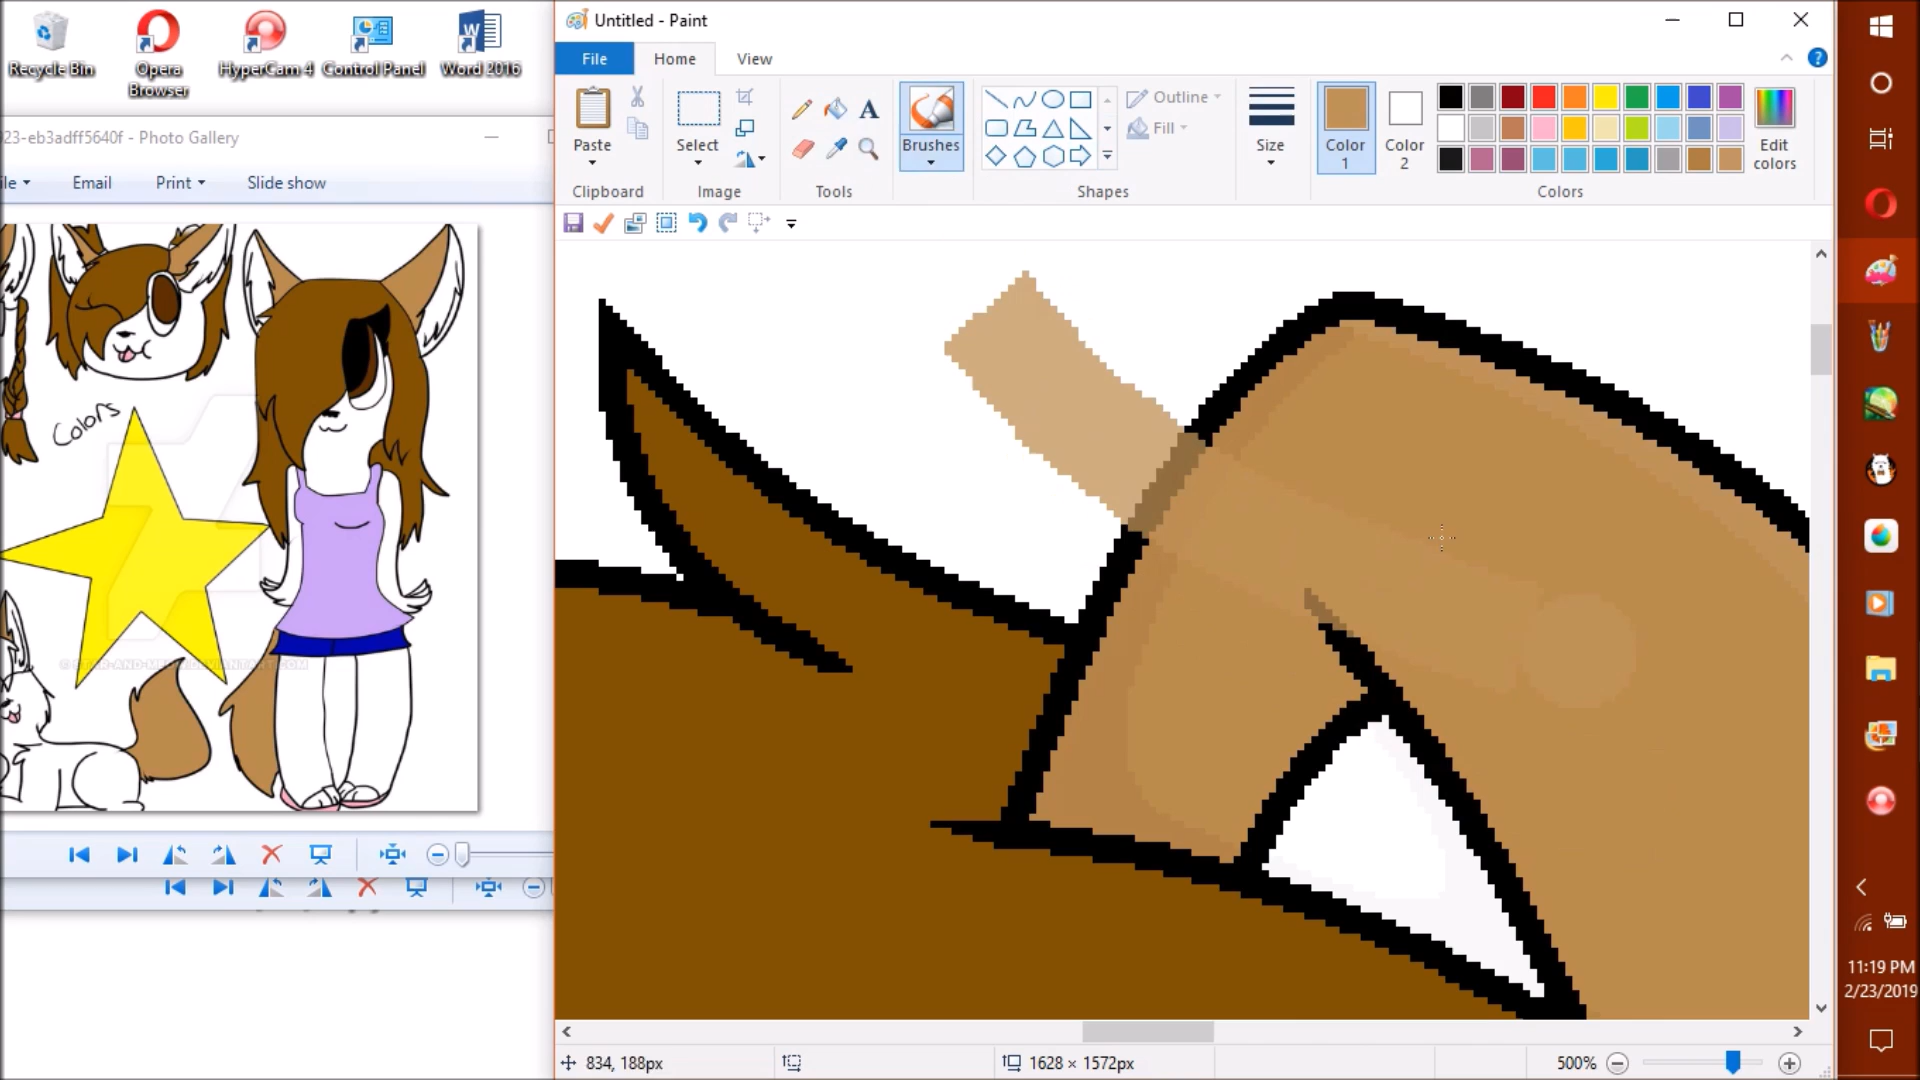 Recycle Bin
Opera Browser
HyperCam 4
Control Panel
Word 2016
023-eb3adff5640f - Photo Gallery
ile
Email
Print
Slide show
Colors
Untitled - Paint
File
Home
View
Paste
Select
Brushes
Outline
Fill
Size
Color 1
Color 2
Edit colors
Clipboard
Image
Tools
Shapes
Colors
834, 188px
1628 × 1572px
500%
11:19 PM
2/23/2019